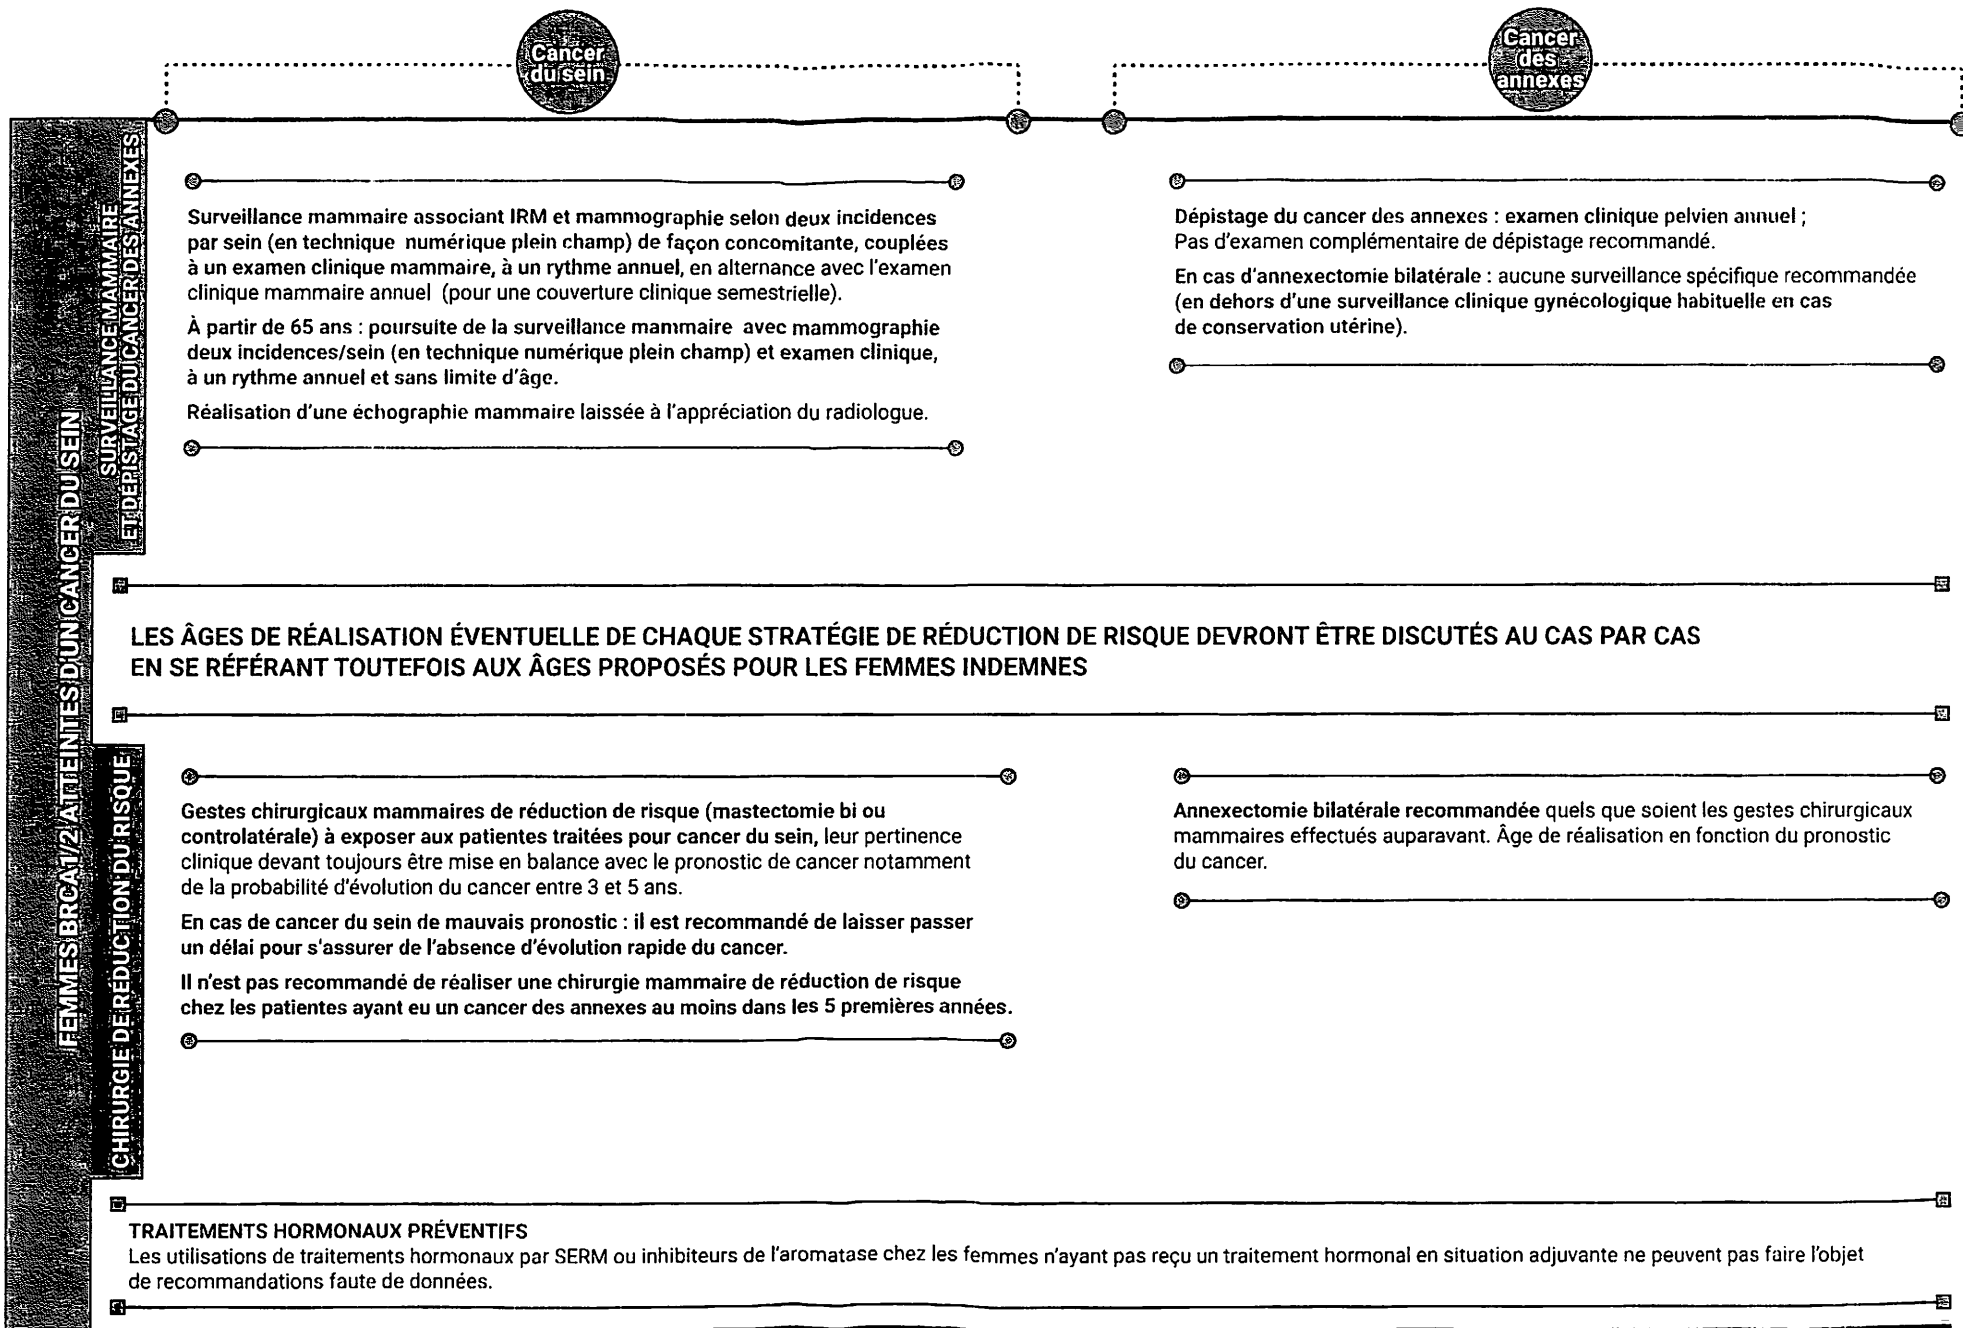 Cancer
du sein
Cancer
des
annexes
FEMMES BRCA1/2 ATTEINTES D'UN CANCER DU SEIN
SURVEILLANCE MAMMAIRE
ET DÉPISTAGE DU CANCER DES ANNEXES
Surveillance mammaire associant IRM et mammographie selon deux incidences
par sein (en technique numérique plein champ) de façon concomitante, couplées
à un examen clinique mammaire, à un rythme annuel, en alternance avec l'examen
clinique mammaire annuel (pour une couverture clinique semestrielle).
À partir de 65 ans : poursuite de la surveillance mammaire avec mammographie
deux incidences/sein (en technique numérique plein champ) et examen clinique,
à un rythme annuel et sans limite d'âge.
Réalisation d'une échographie mammaire laissée à l'appréciation du radiologue.
Dépistage du cancer des annexes : examen clinique pelvien annuel ;
Pas d'examen complémentaire de dépistage recommandé.
En cas d'annexectomie bilatérale : aucune surveillance spécifique recommandée
(en dehors d'une surveillance clinique gynécologique habituelle en cas
de conservation utérine).
LES ÂGES DE RÉALISATION ÉVENTUELLE DE CHAQUE STRATÉGIE DE RÉDUCTION DE RISQUE DEVRONT ÊTRE DISCUTÉS AU CAS PAR CAS
EN SE RÉFÉRANT TOUTEFOIS AUX ÂGES PROPOSÉS POUR LES FEMMES INDEMNES
CHIRURGIE DE RÉDUCTION DU RISQUE
Gestes chirurgicaux mammaires de réduction de risque (mastectomie bi ou
controlatérale) à exposer aux patientes traitées pour cancer du sein, leur pertinence
clinique devant toujours être mise en balance avec le pronostic de cancer notamment
de la probabilité d'évolution du cancer entre 3 et 5 ans.
En cas de cancer du sein de mauvais pronostic : il est recommandé de laisser passer
un délai pour s'assurer de l'absence d'évolution rapide du cancer.
Il n'est pas recommandé de réaliser une chirurgie mammaire de réduction de risque
chez les patientes ayant eu un cancer des annexes au moins dans les 5 premières années.
Annexectomie bilatérale recommandée quels que soient les gestes chirurgicaux
mammaires effectués auparavant. Âge de réalisation en fonction du pronostic
du cancer.
TRAITEMENTS HORMONAUX PRÉVENTIFS
Les utilisations de traitements hormonaux par SERM ou inhibiteurs de l'aromatase chez les femmes n'ayant pas reçu un traitement hormonal en situation adjuvante ne peuvent pas faire l'objet
de recommandations faute de données.